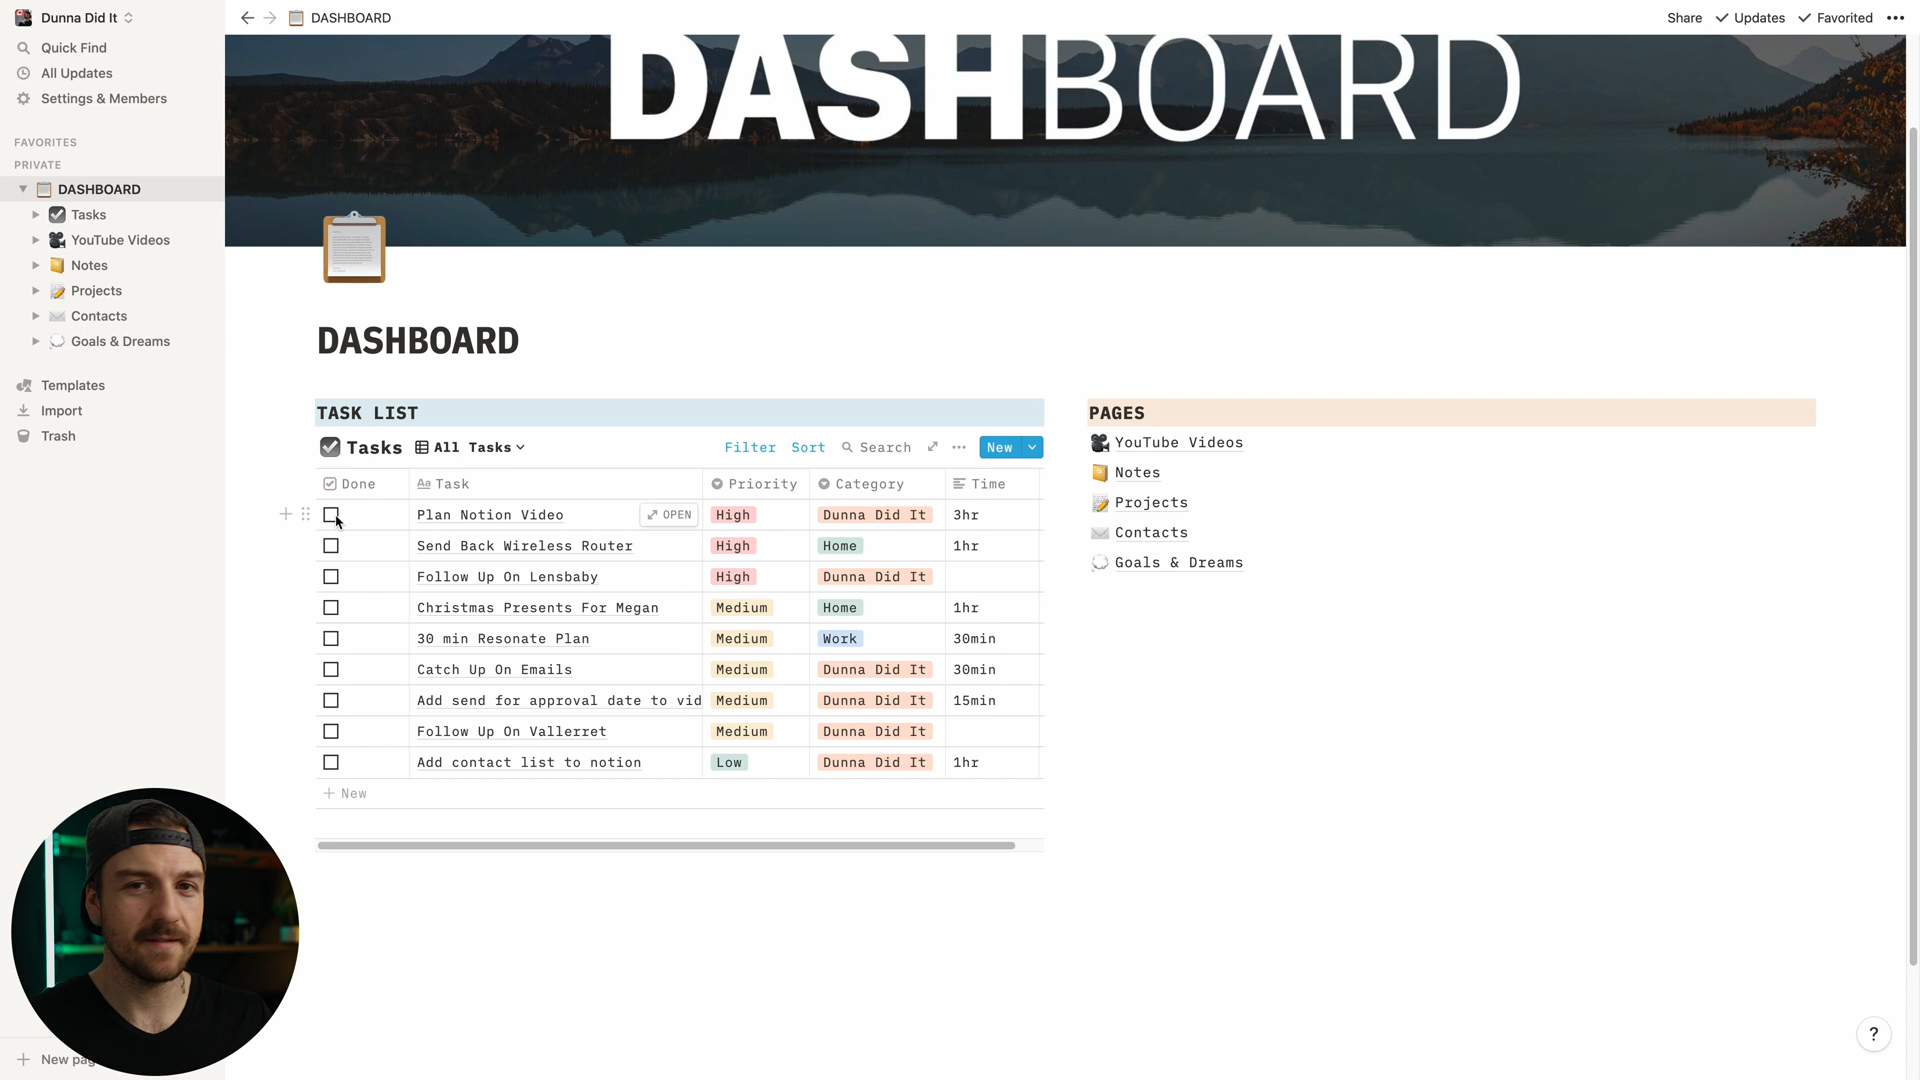 Dunna Did It
Quick Find
All Updates
Settings & Members
FAVORITES
PRIVATE
DASHBOARD
Tasks
YouTube Videos
Notes
Projects
Contacts
Goals & Dreams
Templates
Import
Trash
New pag
DASHBOARD
Share Updates Favorited
DASHBOARD
DASHBOARD
TASK LIST
Tasks All Tasks Filter Sort Search New
Done Task Priority Category Time
Plan Notion Video OPEN High Dunna Did It 3hr
Send Back Wireless Router High Home 1hr
Follow Up On Lensbaby High Dunna Did It
Christmas Presents For Megan Medium Home 1hr
30 min Resonate Plan Medium Work 30min
Catch Up On Emails Medium Dunna Did It 30min
Add send for approval date to vid Medium Dunna Did It 15min
Follow Up On Vallerret Medium Dunna Did It
Add contact list to notion Low Dunna Did It 1hr
+ New
PAGES
YouTube Videos
Notes
Projects
Contacts
Goals & Dreams
?